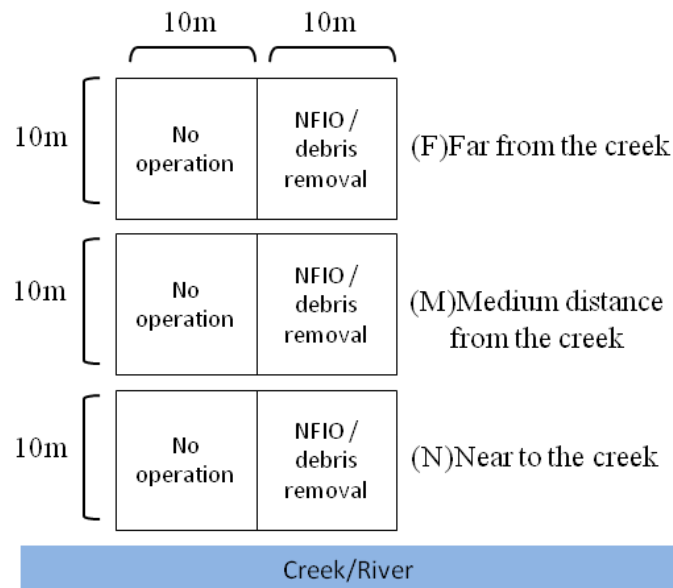 10m
10m
10m
No
operation
NFIO /
debris
removal
(F)Far from the creek
10m
No
operation
NFIO /
debris
removal
(M)Medium distance
from the creek
10m
No
operation
NFIO /
debris
removal
(N)Near to the creek
Creek/River